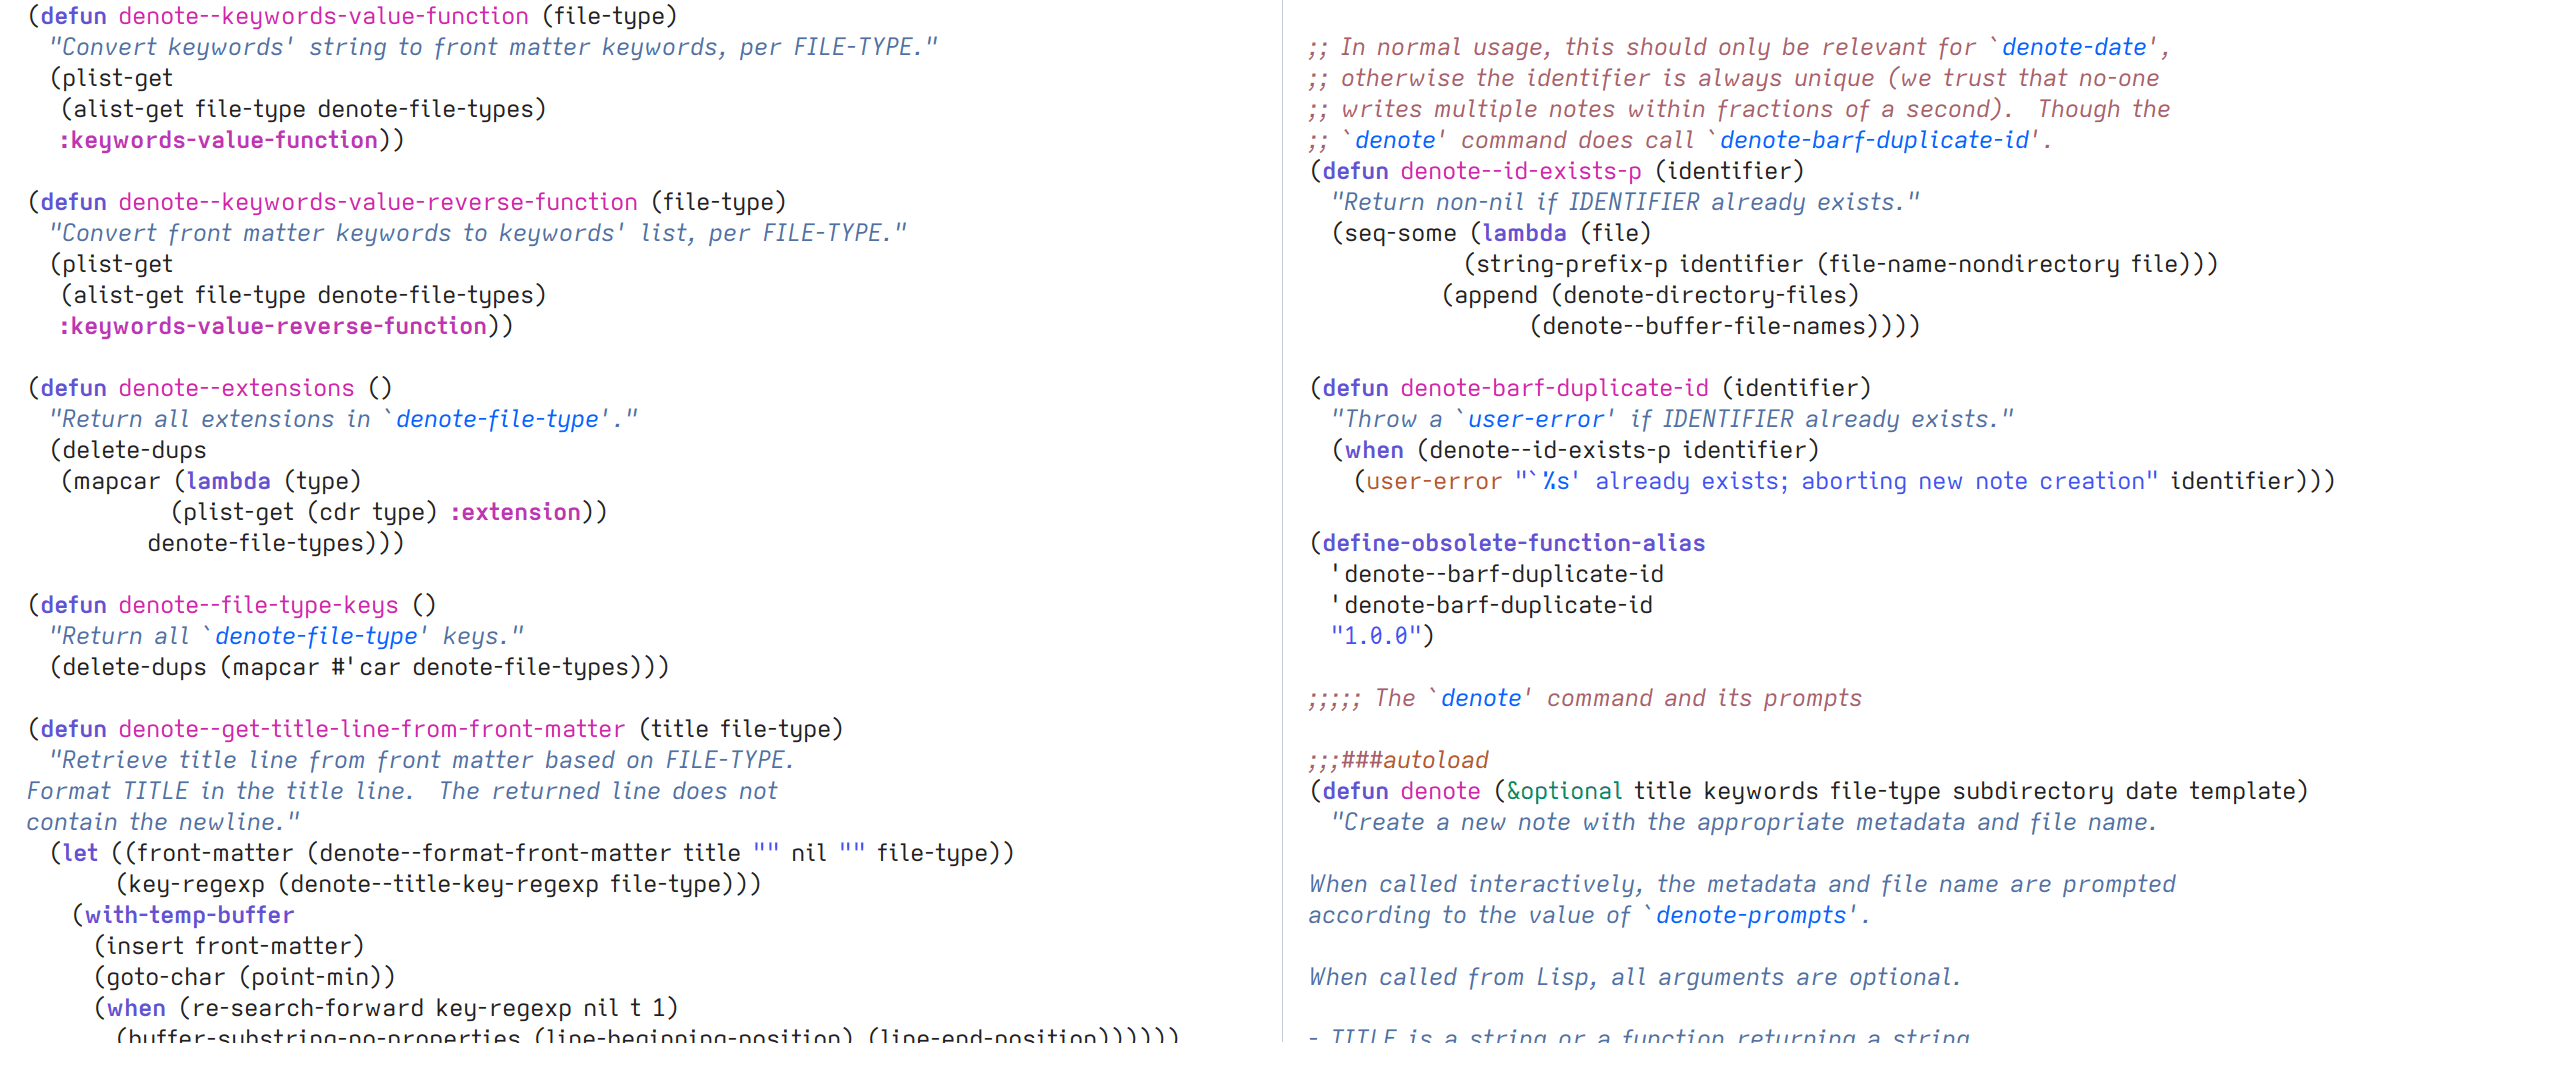 (defun denote--keywords-value-function (file-type)
  "Convert keywords' string to front matter keywords, per FILE-TYPE."
  (plist-get
   (alist-get file-type denote-file-types)
   :keywords-value-function))

(defun denote--keywords-value-reverse-function (file-type)
  "Convert front matter keywords to keywords' list, per FILE-TYPE."
  (plist-get
   (alist-get file-type denote-file-types)
   :keywords-value-reverse-function))

(defun denote--extensions ()
  "Return all extensions in `denote-file-type'."
  (delete-dups
   (mapcar (lambda (type)
             (plist-get (cdr type) :extension))
           denote-file-types)))

(defun denote--file-type-keys ()
  "Return all `denote-file-type' keys."
  (delete-dups (mapcar #'car denote-file-types)))

(defun denote--get-title-line-from-front-matter (title file-type)
  "Retrieve title line from front matter based on FILE-TYPE.
Format TITLE in the title line.  The returned line does not
contain the newline."
  (let ((front-matter (denote--format-front-matter title "" nil "" file-type))
        (key-regexp (denote--title-key-regexp file-type)))
    (with-temp-buffer
      (insert front-matter)
      (goto-char (point-min))
      (when (re-search-forward key-regexp nil t 1)
        (buffer-substring-no-properties (line-beginning-position) (line-end-position))))))

;; In normal usage, this should only be relevant for `denote-date',
;; otherwise the identifier is always unique (we trust that no-one
;; writes multiple notes within fractions of a second).  Though the
;; `denote' command does call `denote-barf-duplicate-id'.
(defun denote--id-exists-p (identifier)
  "Return non-nil if IDENTIFIER already exists."
  (seq-some (lambda (file)
              (string-prefix-p identifier (file-name-nondirectory file)))
            (append (denote-directory-files)
                    (denote--buffer-file-names))))

(defun denote-barf-duplicate-id (identifier)
  "Throw a `user-error' if IDENTIFIER already exists."
  (when (denote--id-exists-p identifier)
    (user-error "`%s' already exists; aborting new note creation" identifier)))

(define-obsolete-function-alias
  'denote--barf-duplicate-id
  'denote-barf-duplicate-id
  "1.0.0")

;;;;; The `denote' command and its prompts

;;;###autoload
(defun denote (&optional title keywords file-type subdirectory date template)
  "Create a new note with the appropriate metadata and file name.

When called interactively, the metadata and file name are prompted
according to the value of `denote-prompts'.

When called from Lisp, all arguments are optional.

- TITLE is a string or a function returning a string